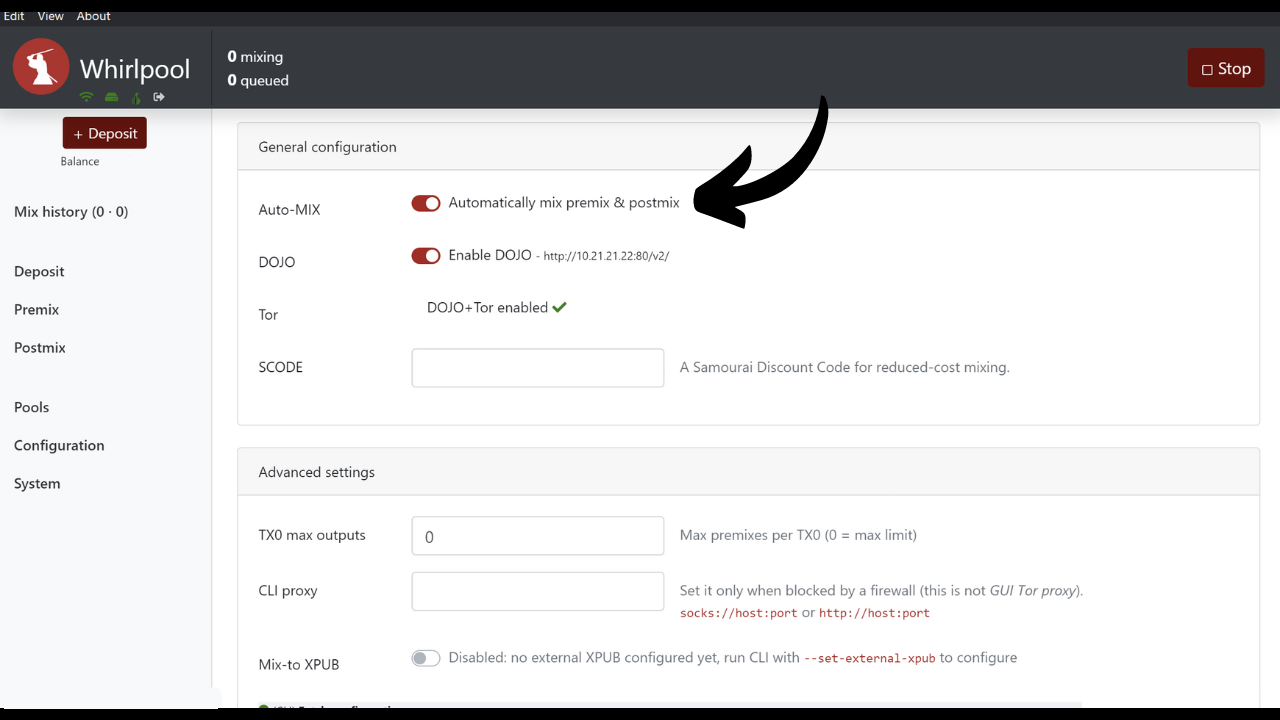 Edit View About
Whirlpool
0 mixing
0 queued
□ Stop
+ Deposit
Balance
Mix history (0 · 0)
Deposit
Premix
Postmix
Pools
Configuration
System
General configuration
Auto-MIX Automatically mix premix & postmix
DOJO Enable DOJO - http://10.21.21.22:80/v2/
Tor DOJO+Tor enabled ✔
SCODE A Samourai Discount Code for reduced-cost mixing.
Advanced settings
TX0 max outputs 0 Max premixes per TX0 (0 = max limit)
CLI proxy Set it only when blocked by a firewall (this is not GUI Tor proxy).
socks://host:port or http://host:port
Mix-to XPUB Disabled: no external XPUB configured yet, run CLI with --set-external-xpub to configure